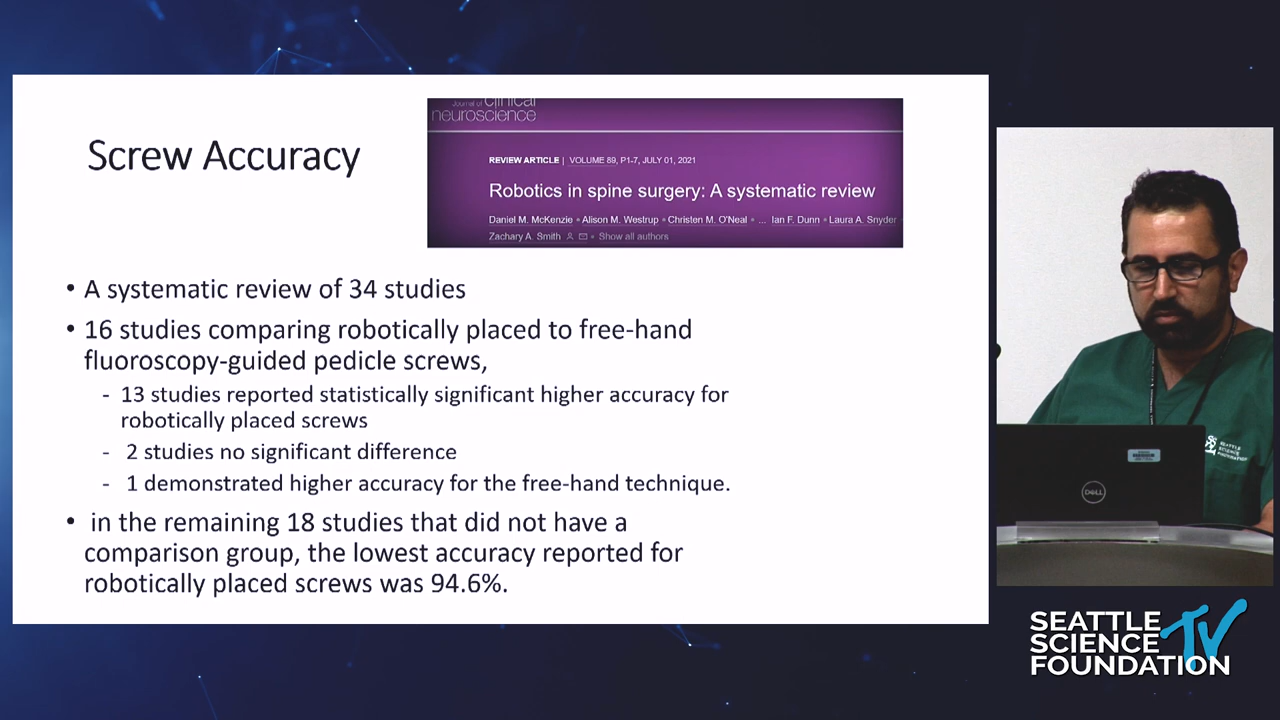 Screw Accuracy
Journal of clinical
neuroscience
REVIEW ARTICLE | VOLUME 89, P1-7, JULY 01, 2021
Robotics in spine surgery: A systematic review
Daniel M. McKenzie • Alison M. Westrup • Christen M. O'Neal • ... Ian F. Dunn • Laura A. Snyder •
Zachary A. Smith • Show all authors
• A systematic review of 34 studies
• 16 studies comparing robotically placed to free-hand
fluoroscopy-guided pedicle screws,
- 13 studies reported statistically significant higher accuracy for
robotically placed screws
- 2 studies no significant difference
- 1 demonstrated higher accuracy for the free-hand technique.
• in the remaining 18 studies that did not have a
comparison group, the lowest accuracy reported for
robotically placed screws was 94.6%.
SEATTLE
SCIENCE
FOUNDATION
DELL
SEATTLE
SCIENCE
FOUNDATION
TV